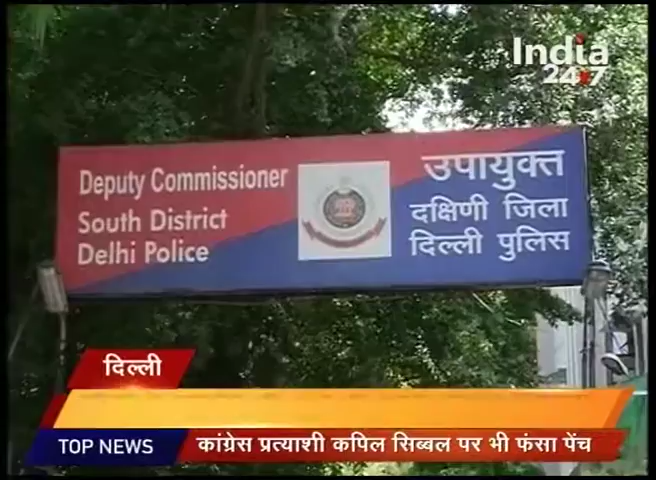 India
24x7
Deputy Commissioner
South District
Delhi Police
उपायुक्त
दक्षिणी जिला
दिल्ली पुलिस
दिल्ली
TOP NEWS
कांग्रेस प्रत्याशी कपिल सिब्बल पर भी फंसा पेंच